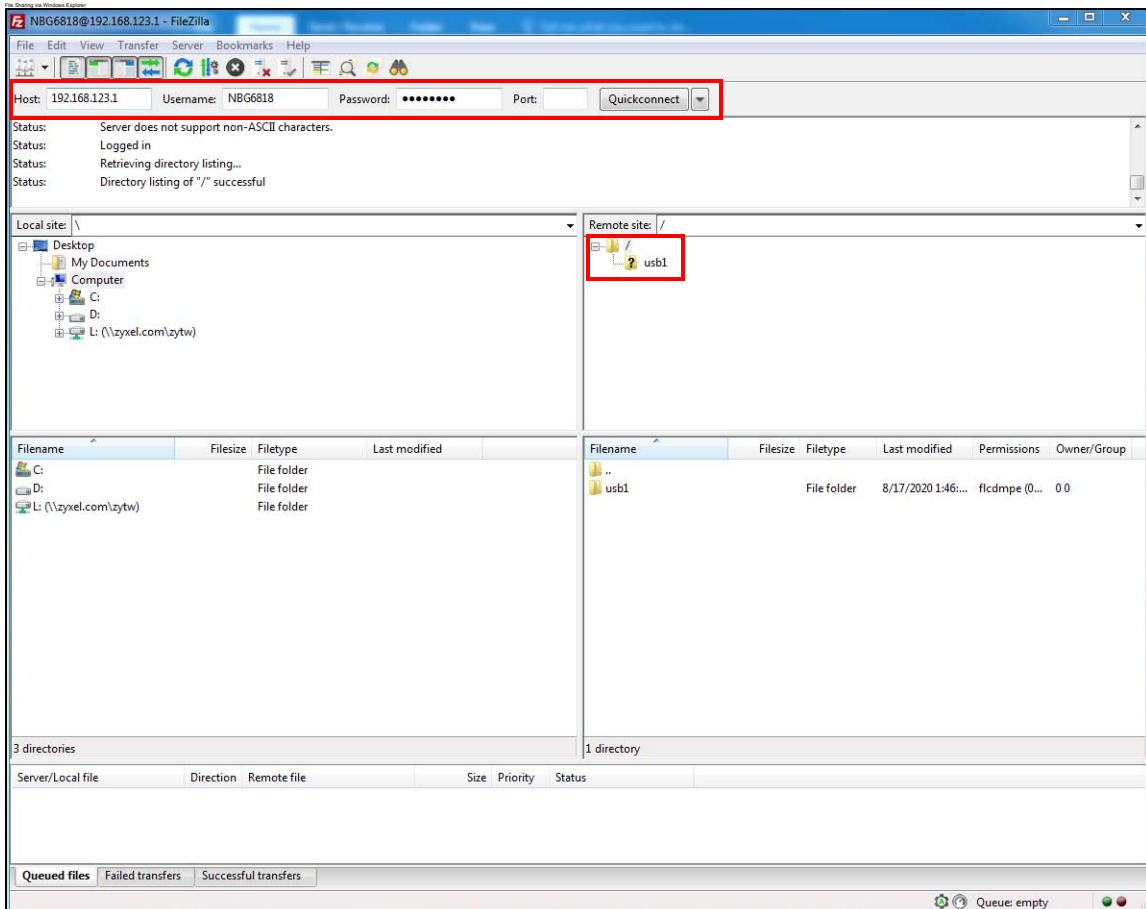 File Sharing via Windows Explorer
NBG6818@192.168.123.1 - FileZilla
File Edit View Transfer Server Bookmarks Help
Host: 192.168.123.1 Username: NBG6818 Password: ●●●●●●●● Port: Quickconnect
Status: Server does not support non-ASCII characters.
Status: Logged in
Status: Retrieving directory listing...
Status: Directory listing of "/" successful
Local site: \
Desktop
My Documents
Computer
C:
D:
L: (\\zyxel.com\zytw)
Remote site: /
/
usb1
Filename Filesize Filetype Last modified
C: File folder
D: File folder
L: (\\zyxel.com\zytw) File folder
3 directories
Filename Filesize Filetype Last modified Permissions Owner/Group
..
usb1 File folder 8/17/2020 1:46:... flcdmpe (0... 0 0
1 directory
Server/Local file Direction Remote file Size Priority Status
Queued files Failed transfers Successful transfers
Queue: empty